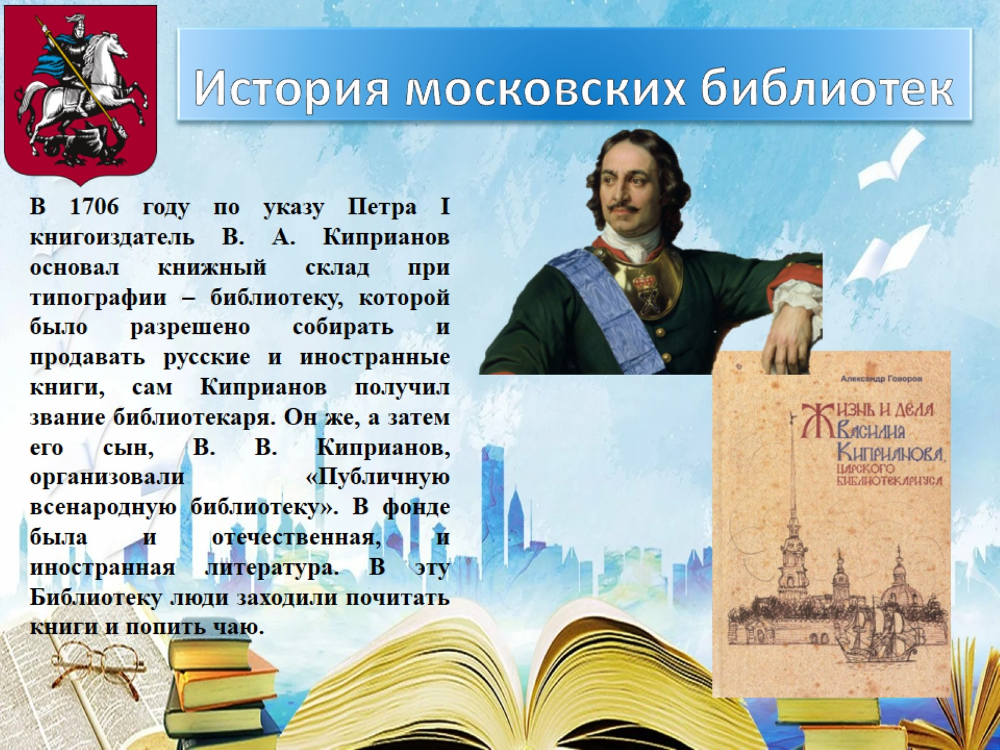 История московских библиотек
В 1706 году по указу Петра I
книгоиздатель В. А. Киприанов
основал книжный склад при
типографии – библиотеку, которой
было разрешено собирать и
продавать русские и иностранные
книги, сам Киприанов получил
звание библиотекаря. Он же, а затем
его сын, В. В. Киприанов,
организовали «Публичную
всенародную библиотеку». В фонде
была и отечественная, и
иностранная литература. В эту
Библиотеку люди заходили почитать
книги и попить чаю.
Александр Говоров
Жизнь и дела
Василия
Киприанова,
царского
библиотекариуса